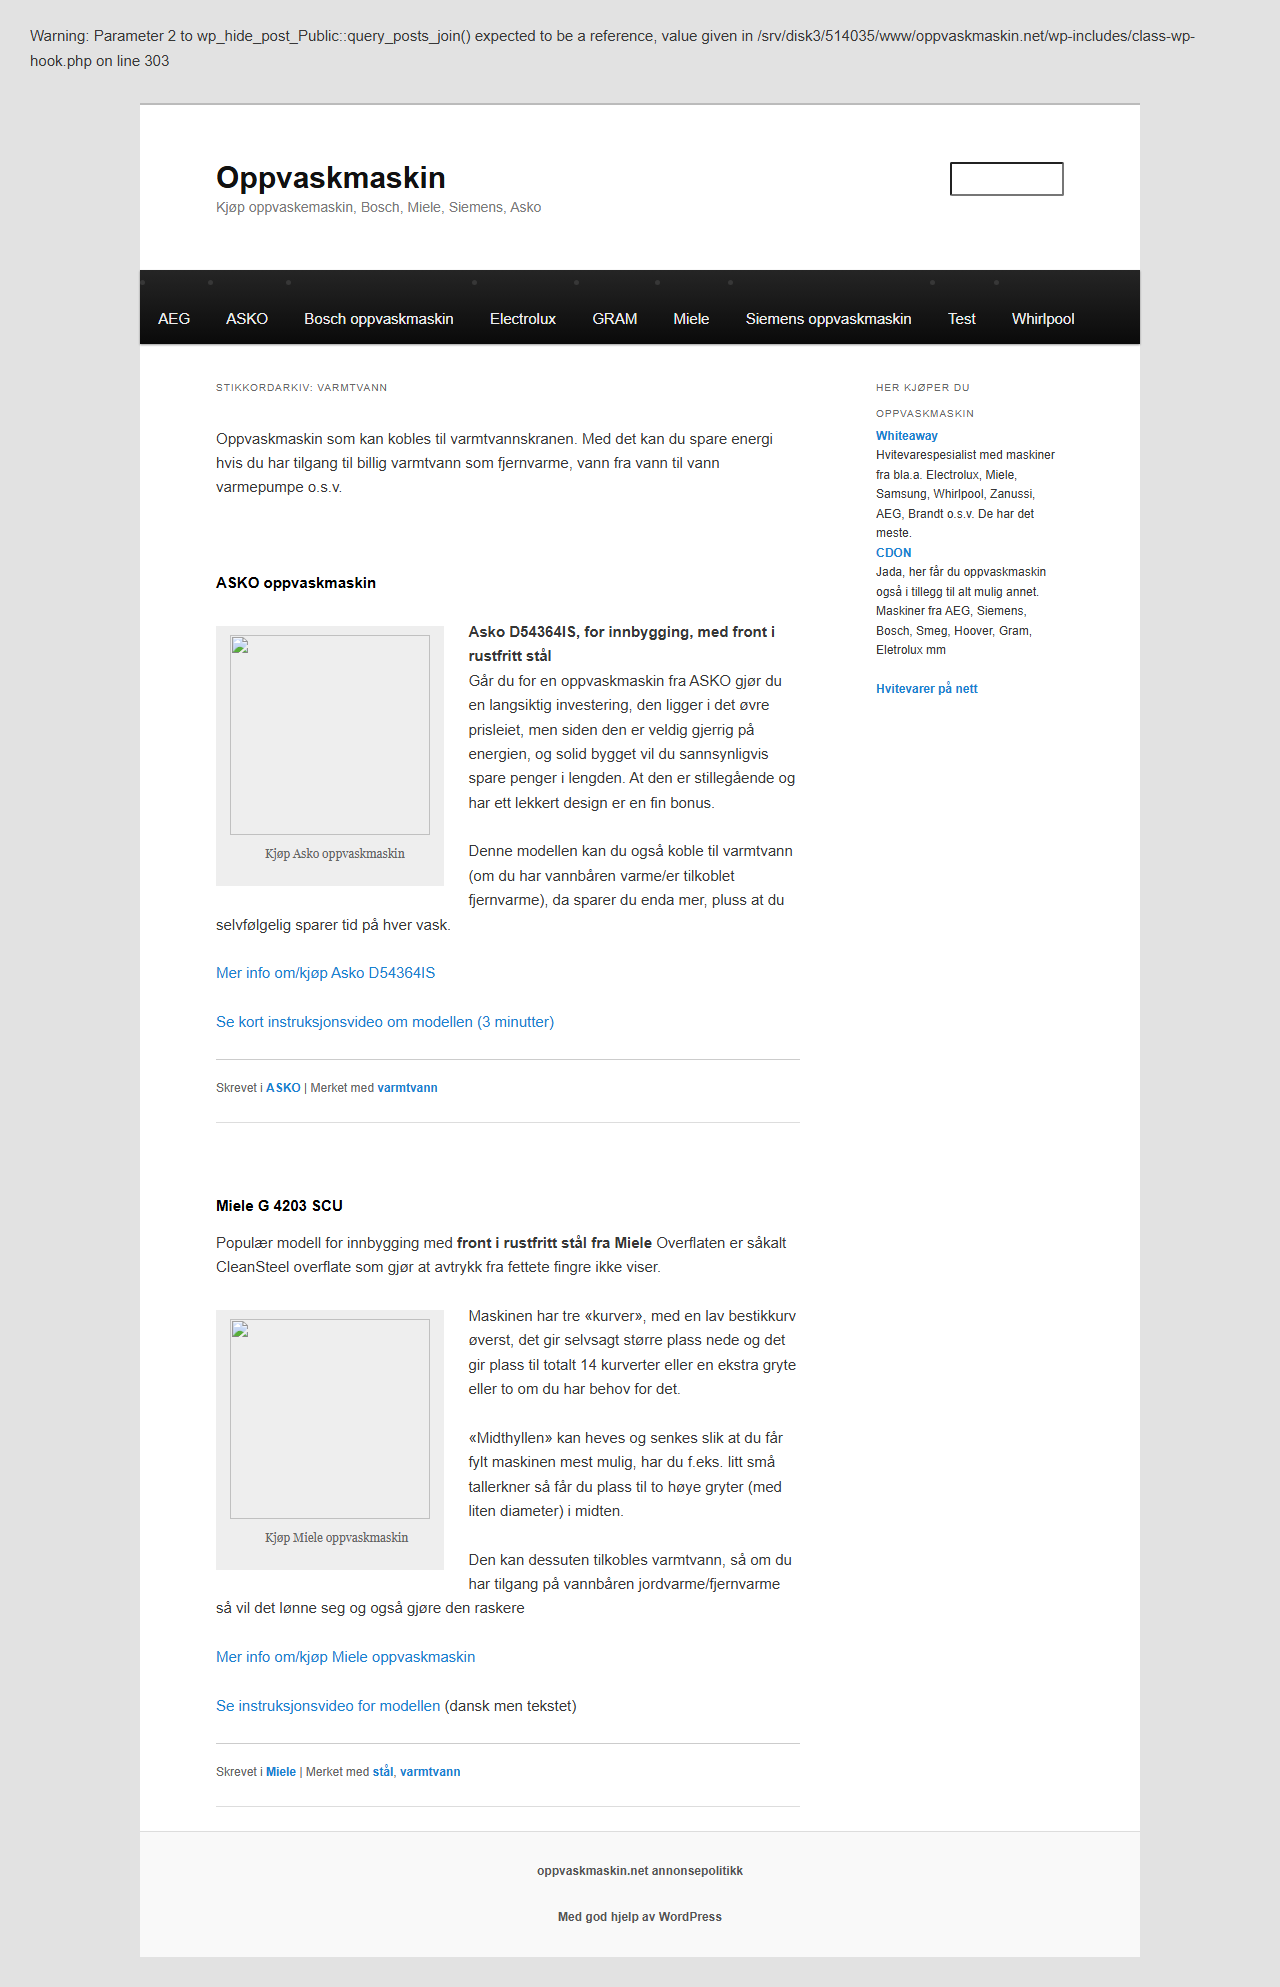 Warning: Parameter 2 to wp_hide_post_Public::query_posts_join() expected to be a reference, value given in /srv/disk3/514035/www/oppvaskmaskin.net/wp-includes/class-wp-
hook.php on line 303
Oppvaskmaskin
Kjøp oppvaskemaskin, Bosch, Miele, Siemens, Asko
AEG ASKO Bosch oppvaskmaskin Electrolux GRAM Miele Siemens oppvaskmaskin Test Whirlpool
STIKKORDARKIV: VARMTVANN
Oppvaskmaskin som kan kobles til varmtvannskranen. Med det kan du spare energi
hvis du har tilgang til billig varmtvann som fjernvarme, vann fra vann til vann
varmepumpe o.s.v.
ASKO oppvaskmaskin
Kjøp Asko oppvaskmaskin
Asko D54364IS, for innbygging, med front i
rustfritt stål
Går du for en oppvaskmaskin fra ASKO gjør du
en langsiktig investering, den ligger i det øvre
prisleiet, men siden den er veldig gjerrig på
energien, og solid bygget vil du sannsynligvis
spare penger i lengden. At den er stillegående og
har ett lekkert design er en fin bonus.
Denne modellen kan du også koble til varmtvann
(om du har vannbåren varme/er tilkoblet
fjernvarme), da sparer du enda mer, pluss at du
selvfølgelig sparer tid på hver vask.
Mer info om/kjøp Asko D54364IS
Se kort instruksjonsvideo om modellen (3 minutter)
Skrevet i ASKO | Merket med varmtvann
Miele G 4203 SCU
Populær modell for innbygging med front i rustfritt stål fra Miele Overflaten er såkalt
CleanSteel overflate som gjør at avtrykk fra fettete fingre ikke viser.
Kjøp Miele oppvaskmaskin
Maskinen har tre «kurver», med en lav bestikkurv
øverst, det gir selvsagt større plass nede og det
gir plass til totalt 14 kurverter eller en ekstra gryte
eller to om du har behov for det.
«Midthyllen» kan heves og senkes slik at du får
fylt maskinen mest mulig, har du f.eks. litt små
tallerkner så får du plass til to høye gryter (med
liten diameter) i midten.
Den kan dessuten tilkobles varmtvann, så om du
har tilgang på vannbåren jordvarme/fjernvarme
så vil det lønne seg og også gjøre den raskere
Mer info om/kjøp Miele oppvaskmaskin
Se instruksjonsvideo for modellen (dansk men tekstet)
Skrevet i Miele | Merket med stål, varmtvann
HER KJØPER DU
OPPVASKMASKIN
Whiteaway
Hvitevarespesialist med maskiner
fra bla.a. Electrolux, Miele,
Samsung, Whirlpool, Zanussi,
AEG, Brandt o.s.v. De har det
meste.
CDON
Jada, her får du oppvaskmaskin
også i tillegg til alt mulig annet.
Maskiner fra AEG, Siemens,
Bosch, Smeg, Hoover, Gram,
Eletrolux mm
Hvitevarer på nett
oppvaskmaskin.net annonsepolitikk
Med god hjelp av WordPress